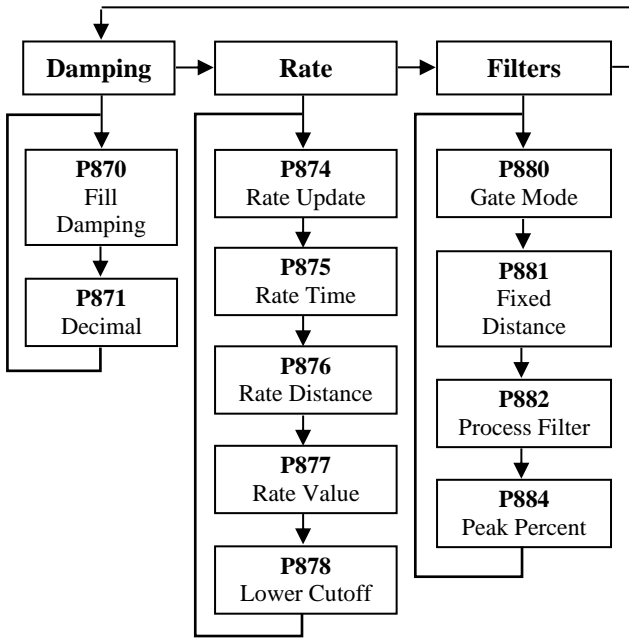 Damping
Rate
Filters
P870
Fill
Damping
P871
Decimal
P874
Rate Update
P875
Rate Time
P876
Rate Distance
P877
Rate Value
P878
Lower Cutoff
P880
Gate Mode
P881
Fixed
Distance
P882
Process Filter
P884
Peak Percent